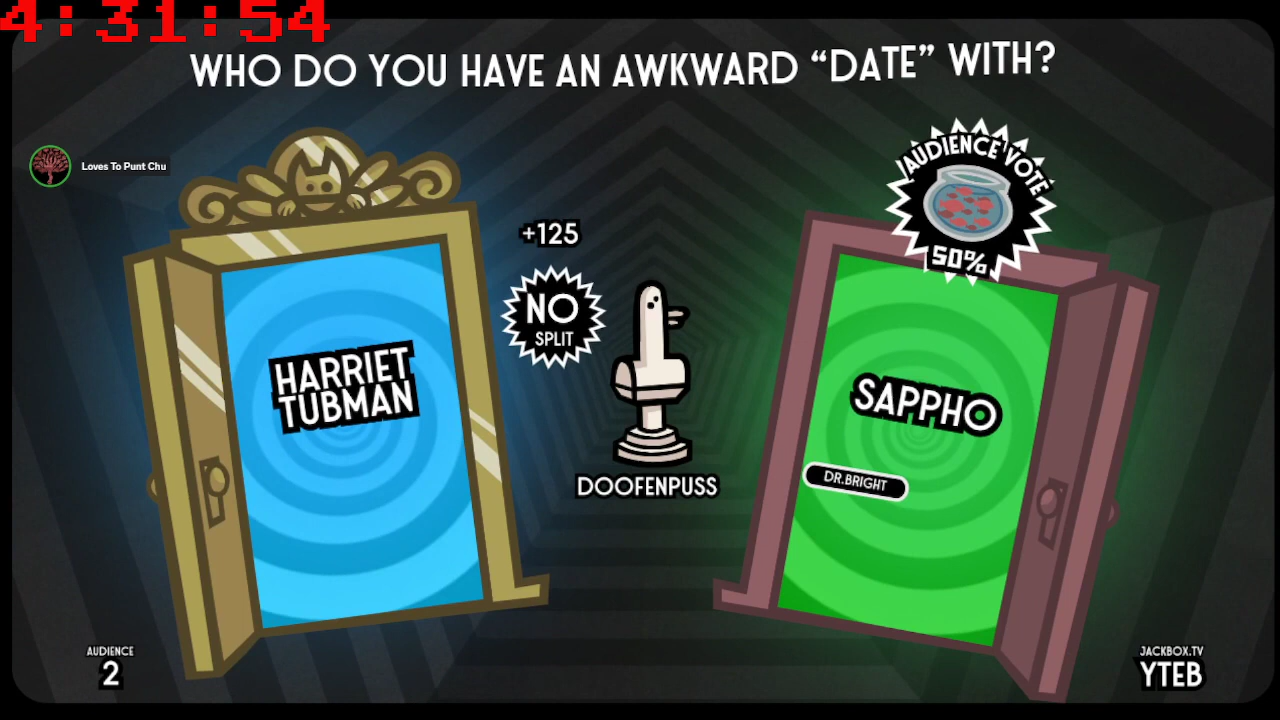 4:31:54
WHO DO YOU HAVE AN AWKWARD “DATE” WITH?
Loves To Punt Chu
AUDIENCE VOTE
50%
+125
NO
SPLIT
HARRIET
TUBMAN
SAPPHO
DR.BRIGHT
DOOFENPUSS
AUDIENCE
2
JACKBOX.TV
YTEB